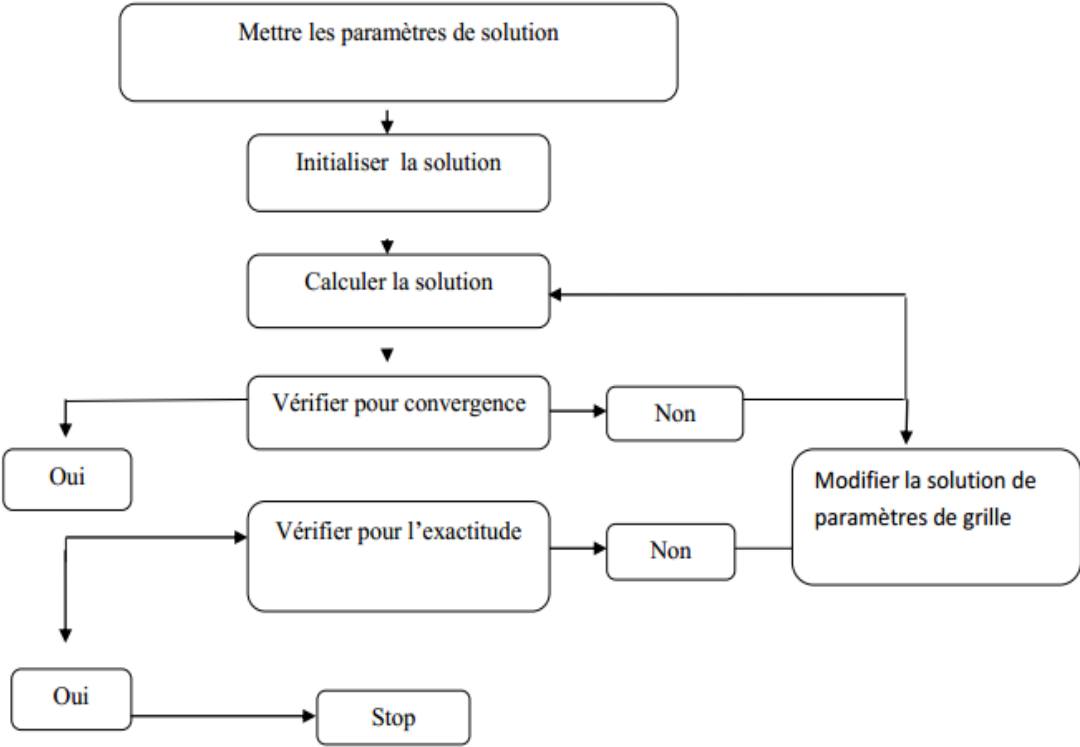 Mettre les paramètres de solution
Initialiser la solution
Calculer la solution
Vérifier pour convergence
Non
Oui
Modifier la solution de
paramètres de grille
Vérifier pour l'exactitude
Non
Oui
Stop